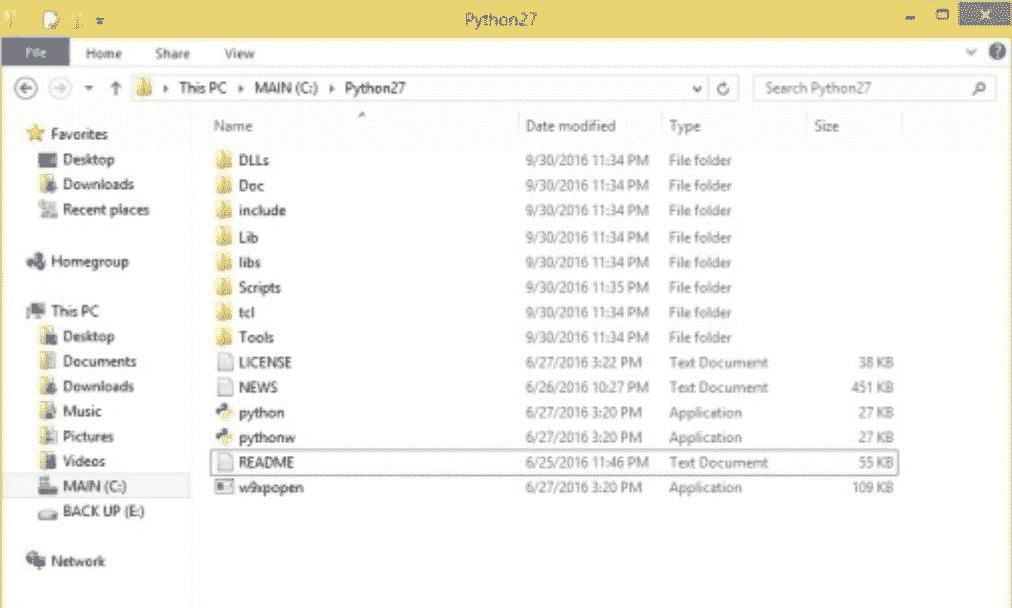 Python27
File Home Share View
This PC MAIN (C:) Python27 Search Python27
Name Date modified Type Size
Favorites
Desktop
Downloads
Recent places
Homegroup
This PC
Desktop
Documents
Downloads
Music
Pictures
Videos
MAIN (C:)
BACK UP (E:)
Network
DLLs 9/30/2016 11:34 PM File folder
Doc 9/30/2016 11:34 PM File folder
include 9/30/2016 11:34 PM File folder
Lib 9/30/2016 11:34 PM File folder
libs 9/30/2016 11:34 PM File folder
Scripts 9/30/2016 11:35 PM File folder
tcl 9/30/2016 11:34 PM File folder
Tools 9/30/2016 11:34 PM File folder
LICENSE 6/27/2016 3:22 PM Text Document 38 KB
NEWS 6/26/2016 10:27 PM Text Document 451 KB
python 6/27/2016 3:20 PM Application 27 KB
pythonw 6/27/2016 3:20 PM Application 27 KB
README 6/25/2016 11:46 PM Text Document 55 KB
w9xpopen 6/27/2016 3:20 PM Application 109 KB